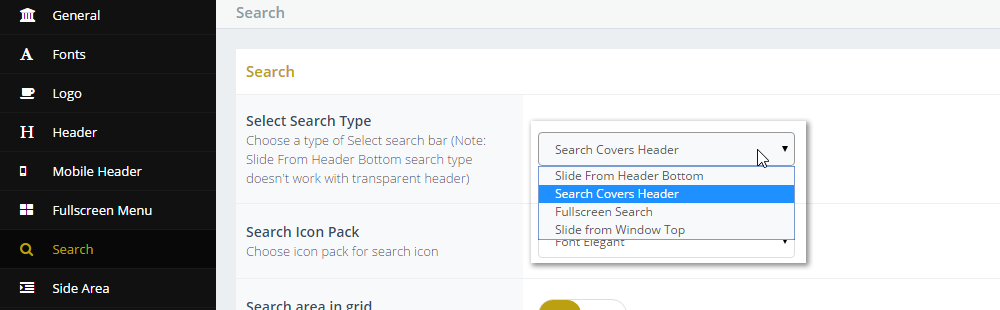 General
Fonts
Logo
Header
Mobile Header
Fullscreen Menu
Search
Side Area
Search
Search
Select Search Type
Choose a type of Select search bar (Note:
Slide From Header Bottom search type
doesn't work with transparent header)
Search Covers Header
Slide From Header Bottom
Search Covers Header
Fullscreen Search
Slide from Window Top
Search Icon Pack
Choose icon pack for search icon
Font Elegant
Search area in grid